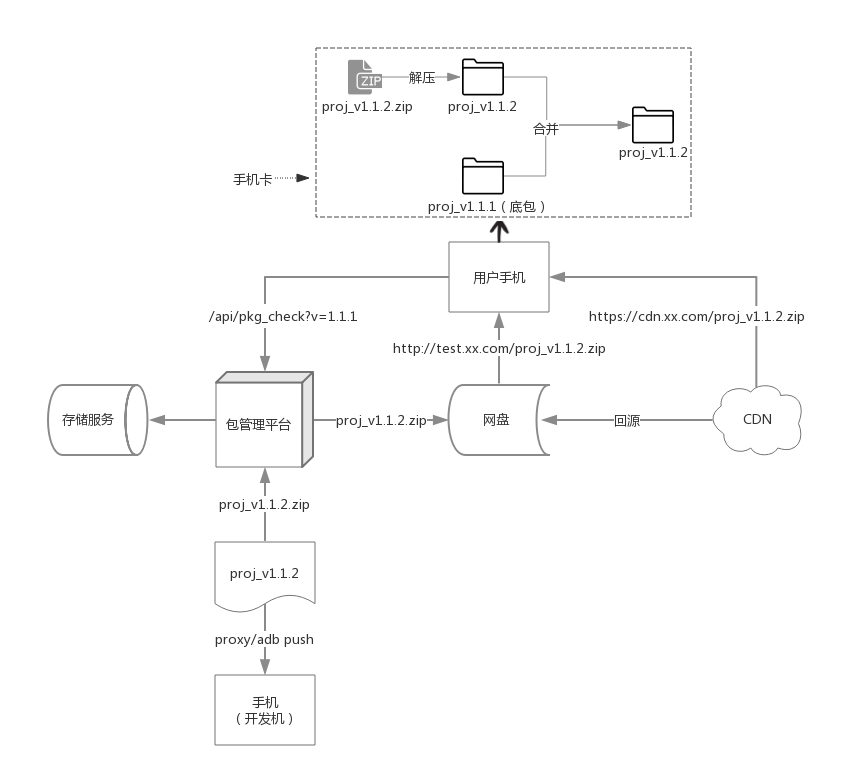 ZIP
解压
proj_v1.1.2.zip
proj_v1.1.2
合并
proj_v1.1.2
手机卡
proj_v1.1.1（底包）
用户手机
/api/pkg_check?v=1.1.1
https://cdn.xx.com/proj_v1.1.2.zip
http://test.xx.com/proj_v1.1.2.zip
存储服务
包管理平台
proj_v1.1.2.zip
网盘
回源
CDN
proj_v1.1.2.zip
proj_v1.1.2
proxy/adb push
手机
（开发机）